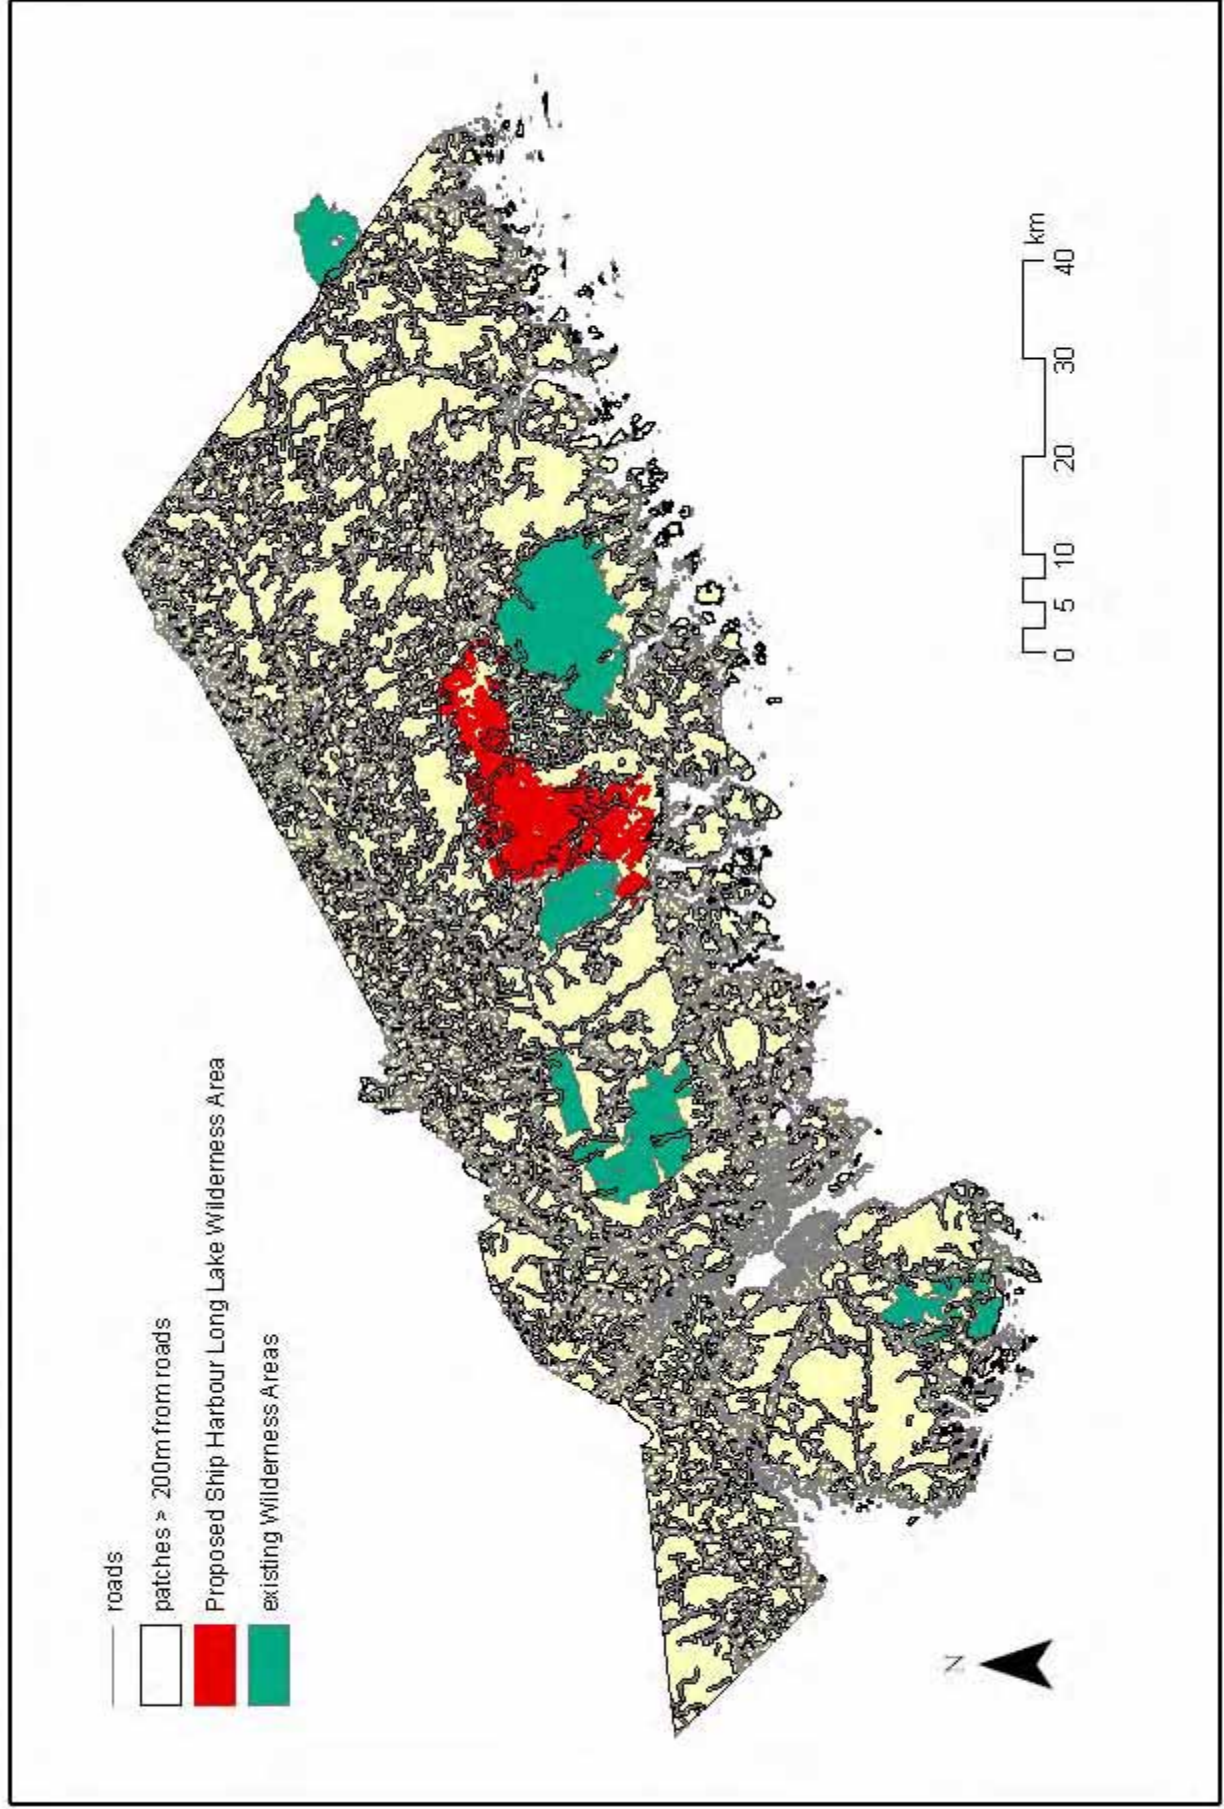 roads
patches > 200m from roads
Proposed Ship Harbour Long Lake Wilderness Area
existing Wilderness Areas
N
0 5 10 20 30 40 km